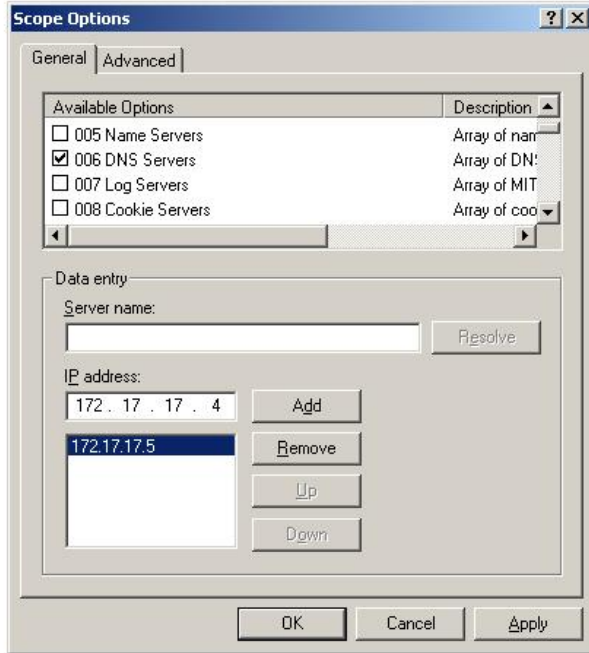 Scope Options
General Advanced
Available Options Description
005 Name Servers Array of nam
006 DNS Servers Array of DN
007 Log Servers Array of MIT
008 Cookie Servers Array of coo
Data entry
Server name:
Resolve
IP address:
172 . 17 . 17 . 4 Add
172.17.17.5 Remove
Up
Down
OK Cancel Apply